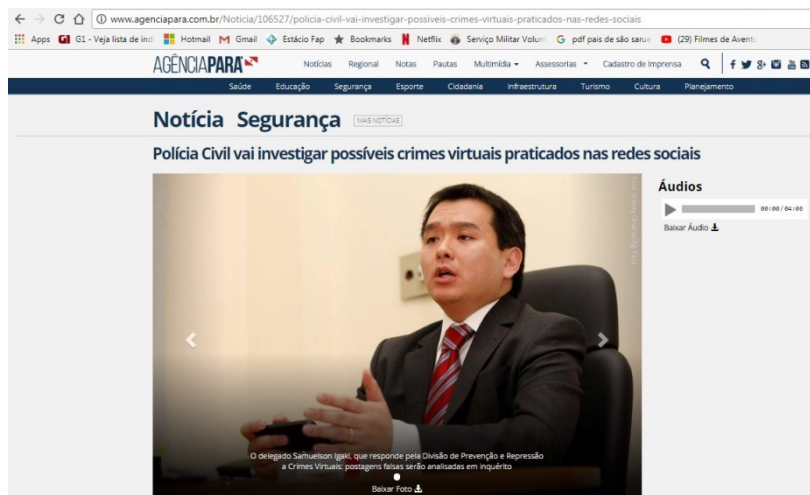 www.agenciapara.com.br/Noticia/106527/policia-civil-vai-investigar-possiveis-crimes-virtuais-praticados-nas-redes-sociais
Apps G1 - Veja lista de ind Hotmail Gmail Estácio Fap Bookmarks Netflix Serviço Militar Volun G pdf pais de são sarue (29) Filmes de Avent
AGÊNCIAPARÁ Notícias Regional Notas Pautas Multimídia Assessorias Cadastro de Imprensa
Saúde Educação Segurança Esporte Cidadania Infraestrutura Turismo Cultura Planejamento
Notícia Segurança MAIS NOTÍCIAS
Polícia Civil vai investigar possíveis crimes virtuais praticados nas redes sociais
Áudios
00:00/04:06
Baixar Áudio
O delegado Samuelson Igaki, que responde pela Divisão de Prevenção e Repressão
a Crimes Virtuais: postagens falsas serão analisadas em inquérito
Baixar Foto